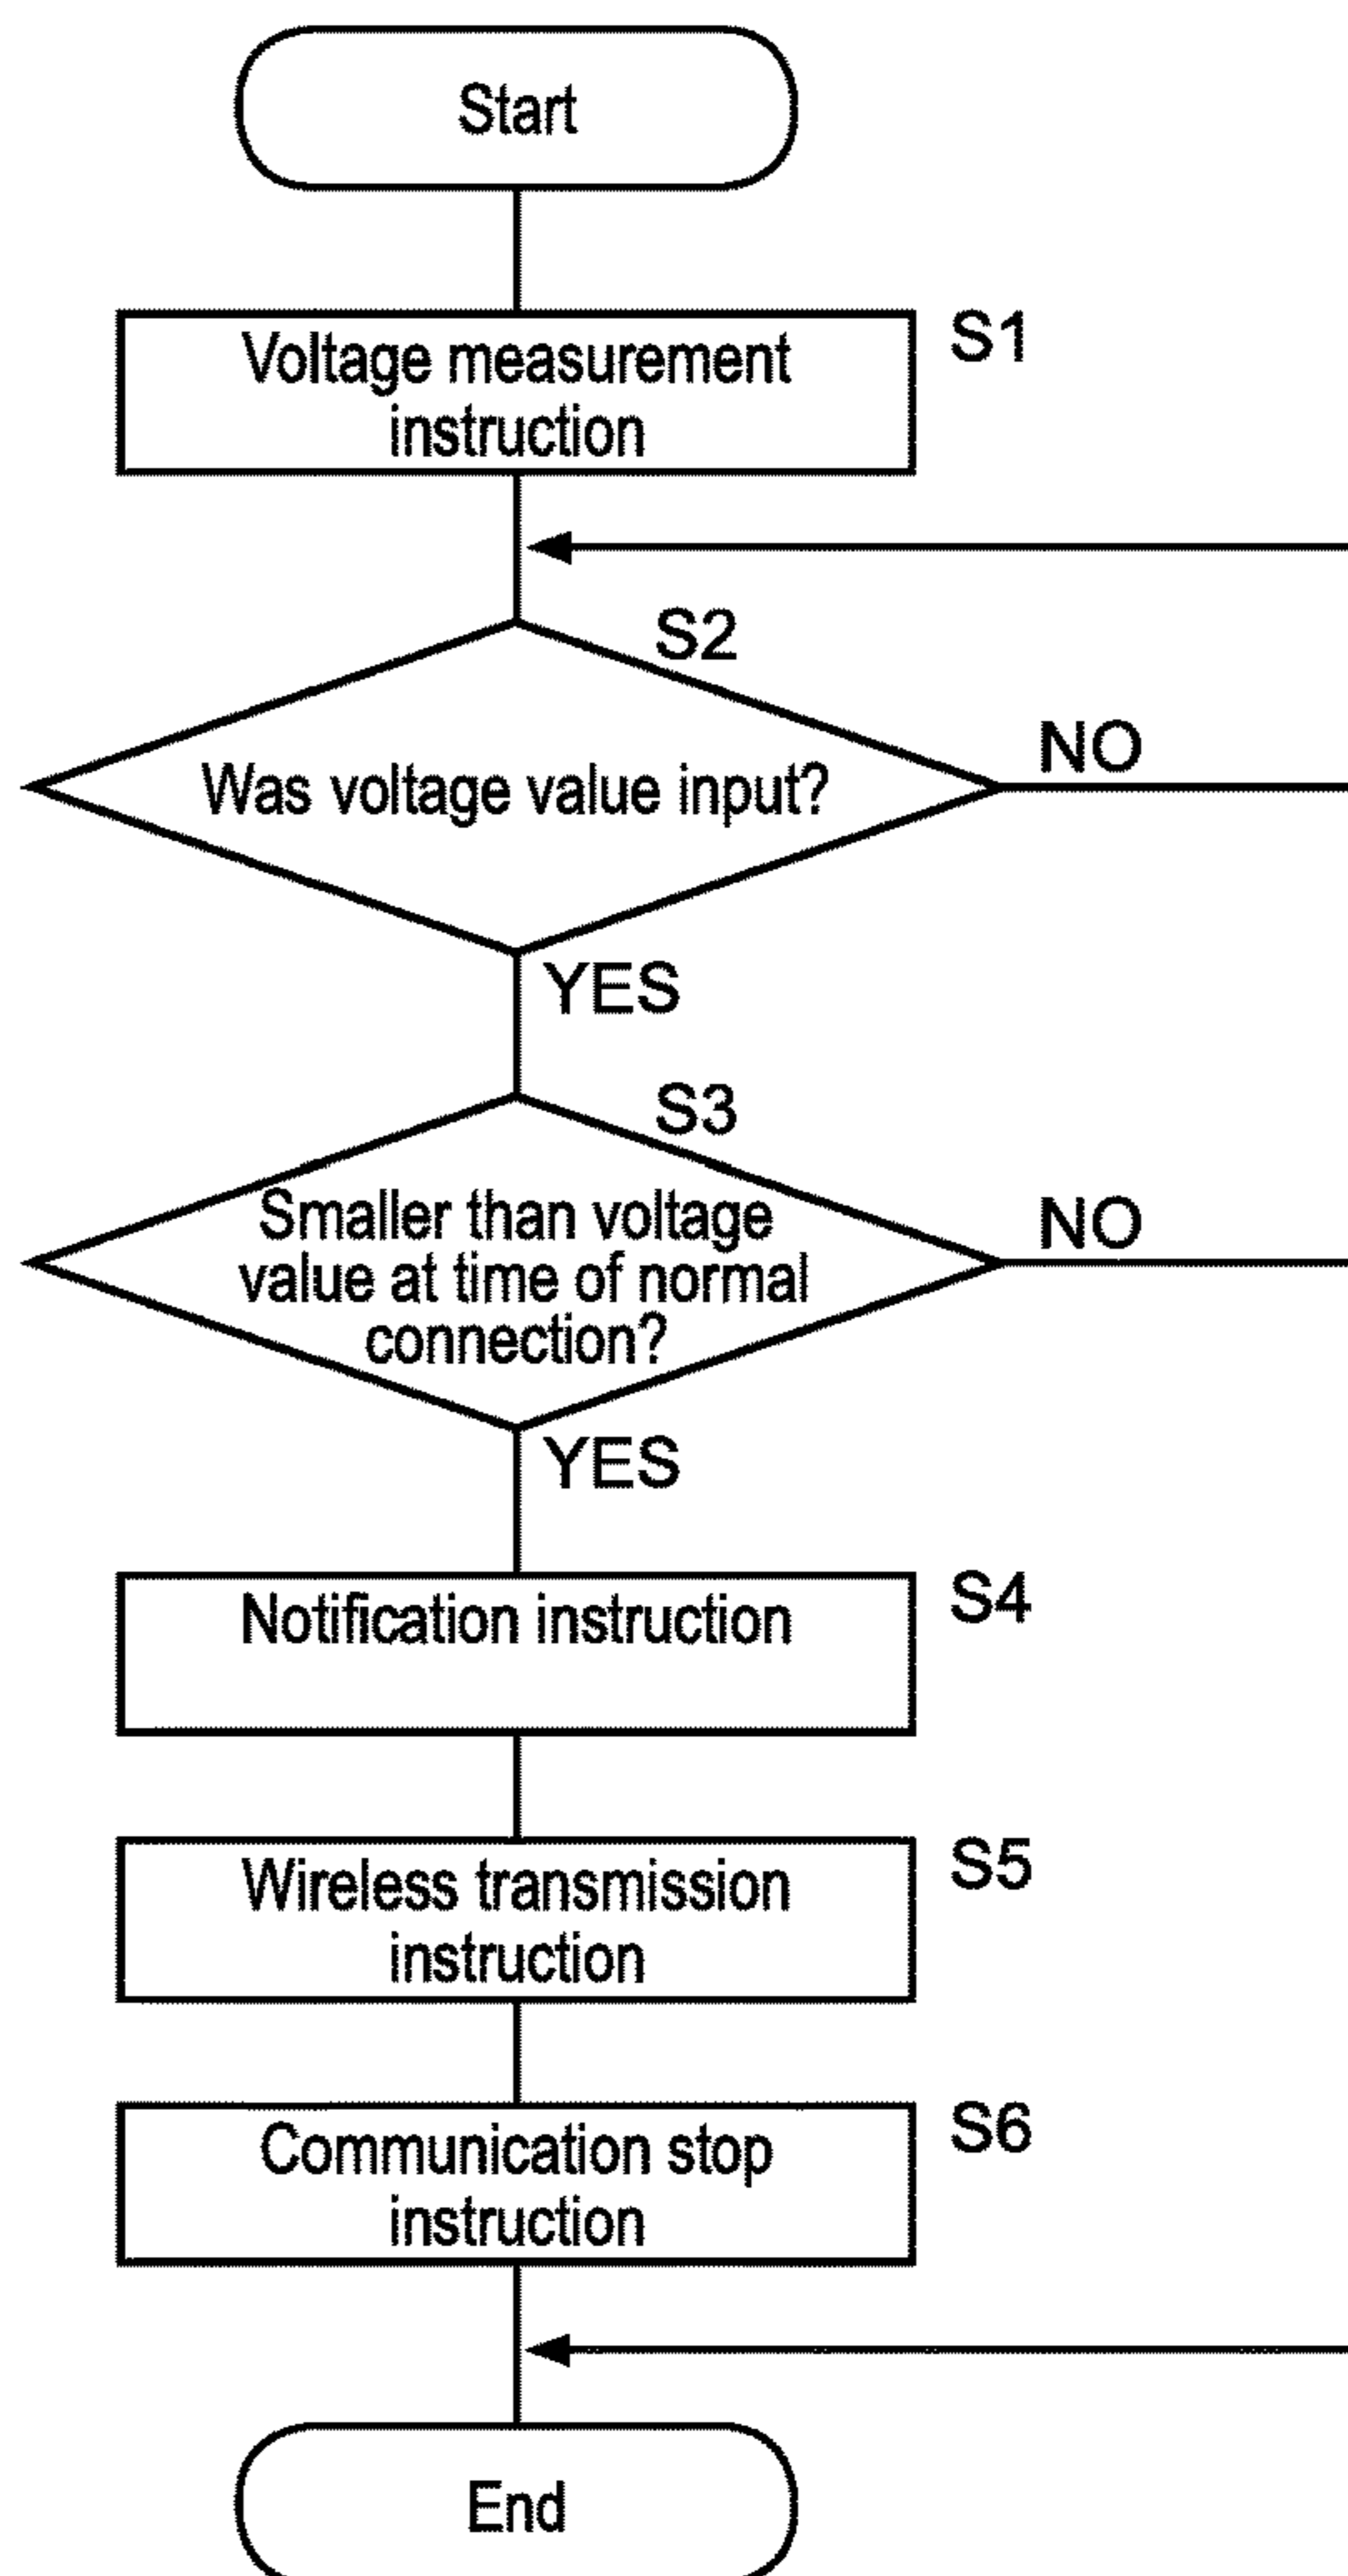 Start
Voltage measurement
instruction
S1
S2
Was voltage value input?
NO
YES
S3
Smaller than voltage
value at time of normal
connection?
NO
YES
Notification instruction
S4
Wireless transmission
instruction
S5
Communication stop
instruction
S6
End